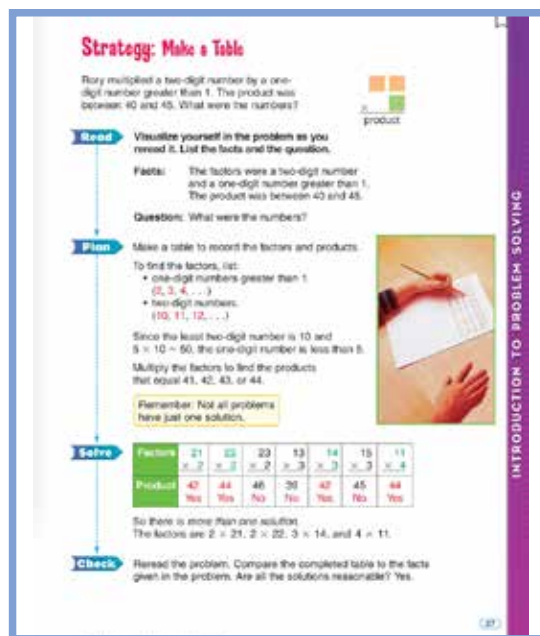 Strategy: Make a Table
Rory multiplied a two-digit number by a one-
digit number greater than 1. The product was
between 40 and 45. What were the numbers?
×
product
Read
Visualize yourself in the problem as you
reread it. List the facts and the question.
Facts: The factors were a two-digit number
and a one-digit number greater than 1.
The product was between 40 and 45.
Question: What were the numbers?
Plan
Make a table to record the factors and products.
To find the factors, list:
• one-digit numbers greater than 1
(2, 3, 4, . . .)
• two-digit numbers.
(10, 11, 12, . . .)
Since the least two-digit number is 10 and
5 × 10 = 50, the one-digit number is less than 5.
Multiply the factors to find the products
that equal 41, 42, 43, or 44.
Remember: Not all problems
have just one solution.
Solve
Factors 21 22 23 13 14 15 11
× 2 × 2 × 2 × 3 × 3 × 3 × 4
Product 42 44 46 39 42 45 44
Yes Yes No No Yes No Yes
So there is more than one solution.
The factors are 2 × 21, 2 × 22, 3 × 14, and 4 × 11.
Check
Reread the problem. Compare the completed table to the facts
given in the problem. Are all the solutions reasonable? Yes.
INTRODUCTION TO PROBLEM SOLVING